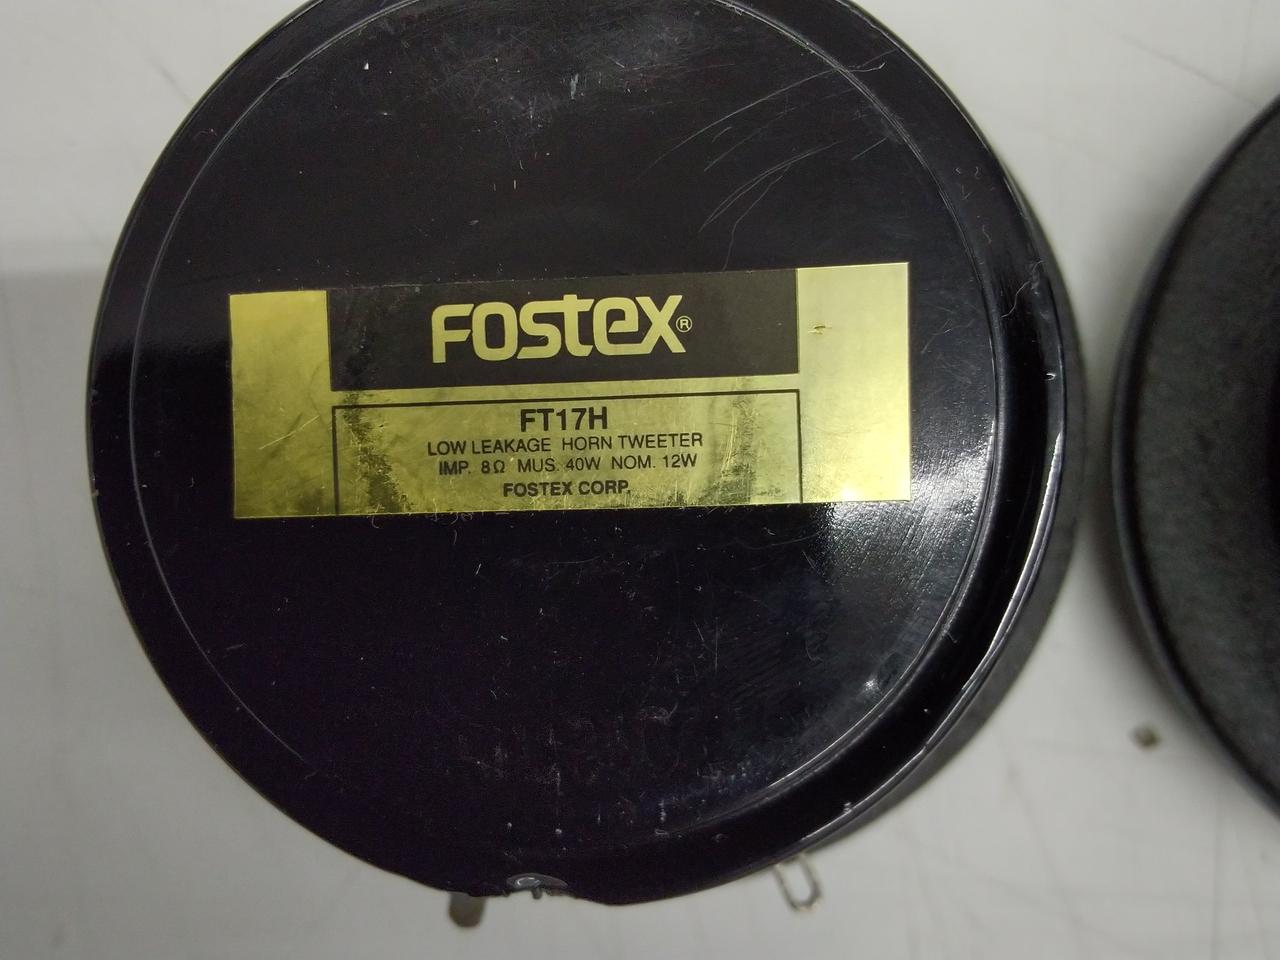 FOSTEX®
FT17H
LOW LEAKAGE HORN TWEETER
IMP. 8Ω MUS. 40W NOM. 12W
FOSTEX CORP.